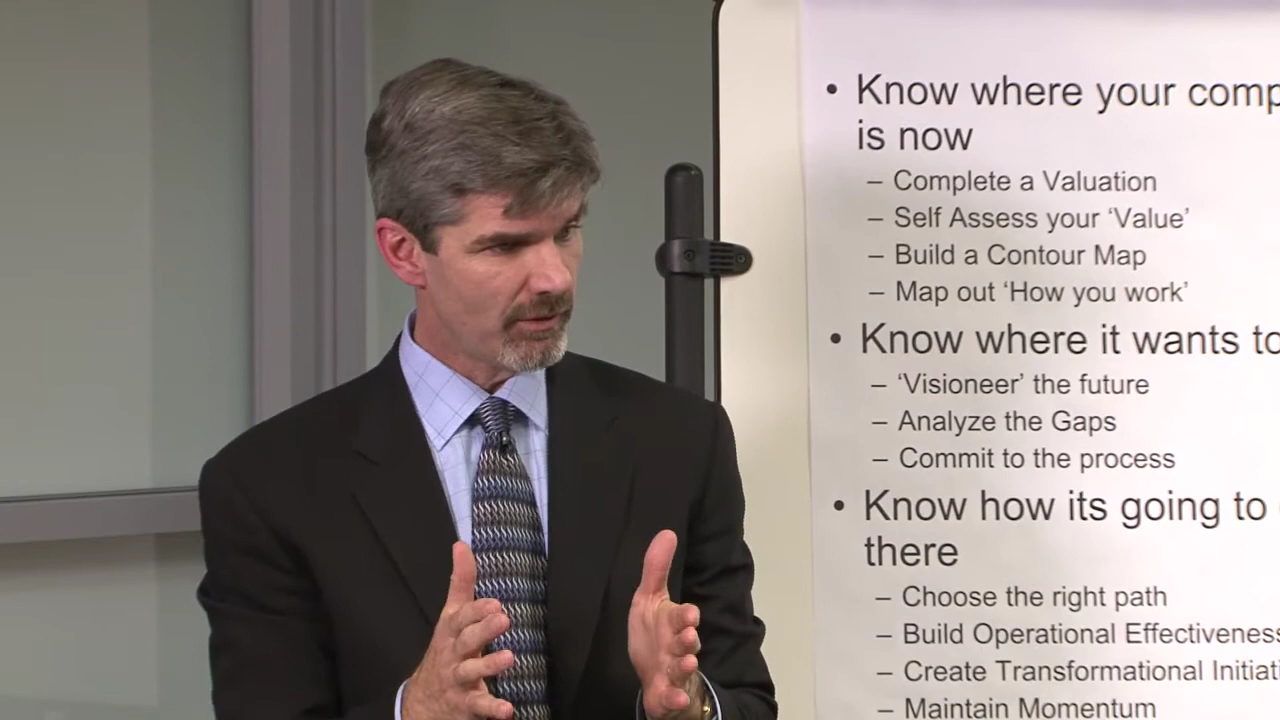 • Know where your comp
is now
– Complete a Valuation
– Self Assess your ‘Value’
– Build a Contour Map
– Map out ‘How you work’
• Know where it wants to
– ‘Visioneer’ the future
– Analyze the Gaps
– Commit to the process
• Know how its going to
there
– Choose the right path
– Build Operational Effectiveness
– Create Transformational Initiati
– Maintain Momentum